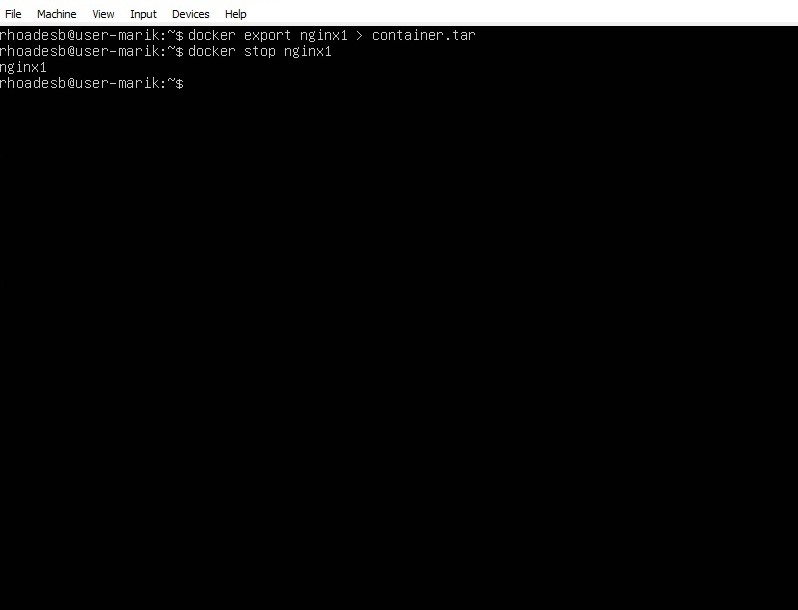 File Machine View Input Devices Help
rhoadesb@user-marik:~$ docker export nginx1 > container.tar
rhoadesb@user-marik:~$ docker stop nginx1
nginx1
rhoadesb@user-marik:~$